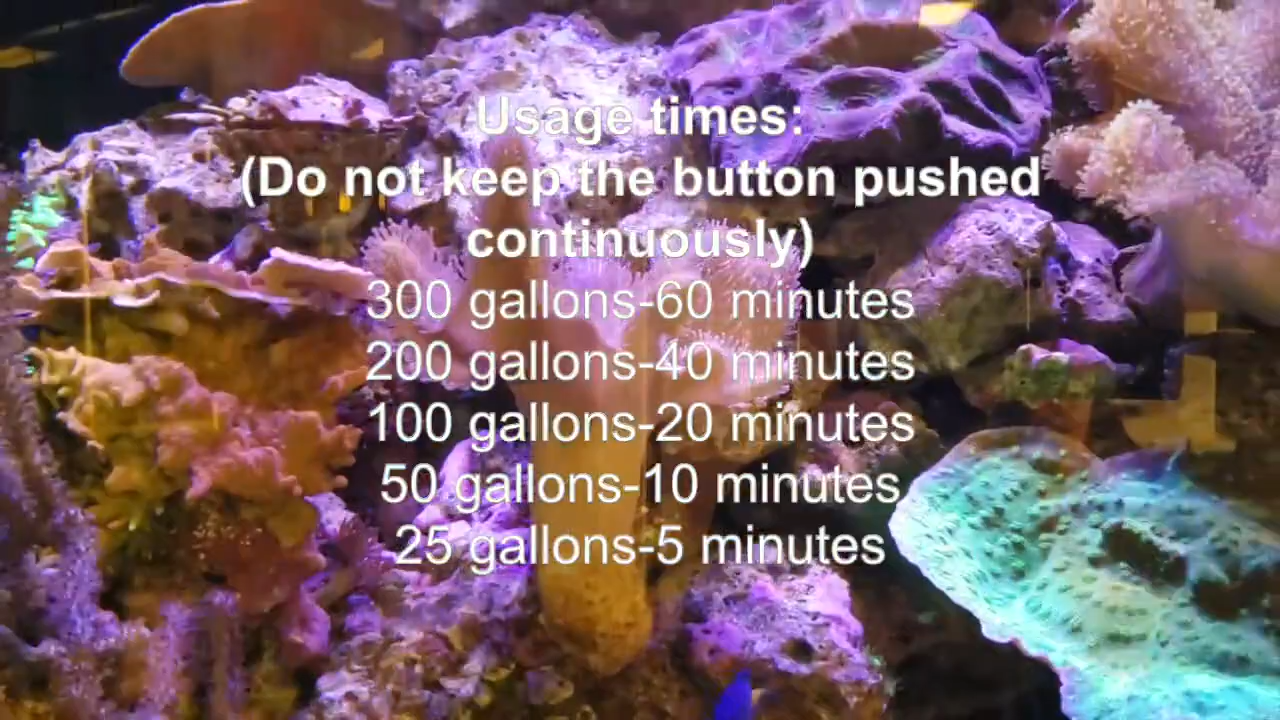 Usage times:
(Do not keep the button pushed
continuously)
300 gallons-60 minutes
200 gallons-40 minutes
100 gallons-20 minutes
50 gallons-10 minutes
25 gallons-5 minutes